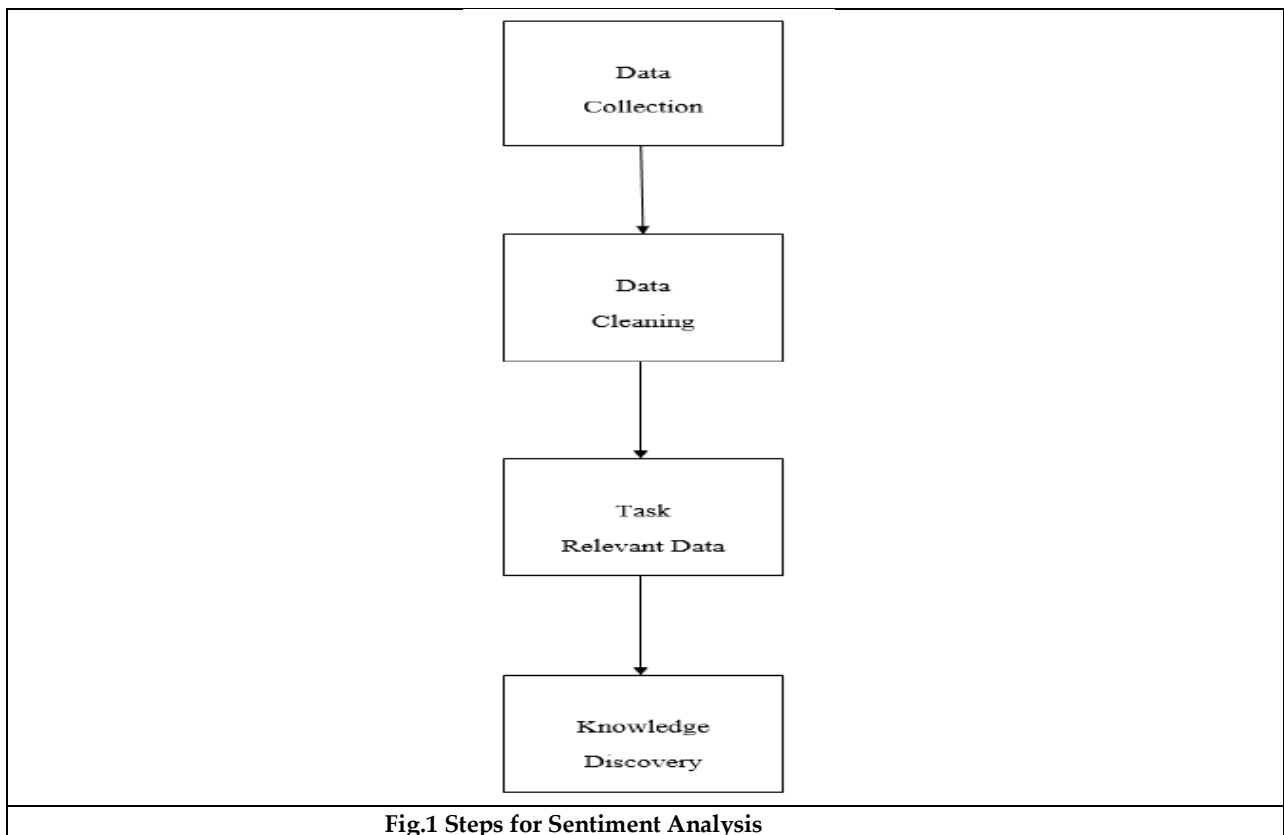 Data
Collection
Data
Cleaning
Task
Relevant Data
Knowledge
Discovery
Fig.1 Steps for Sentiment Analysis